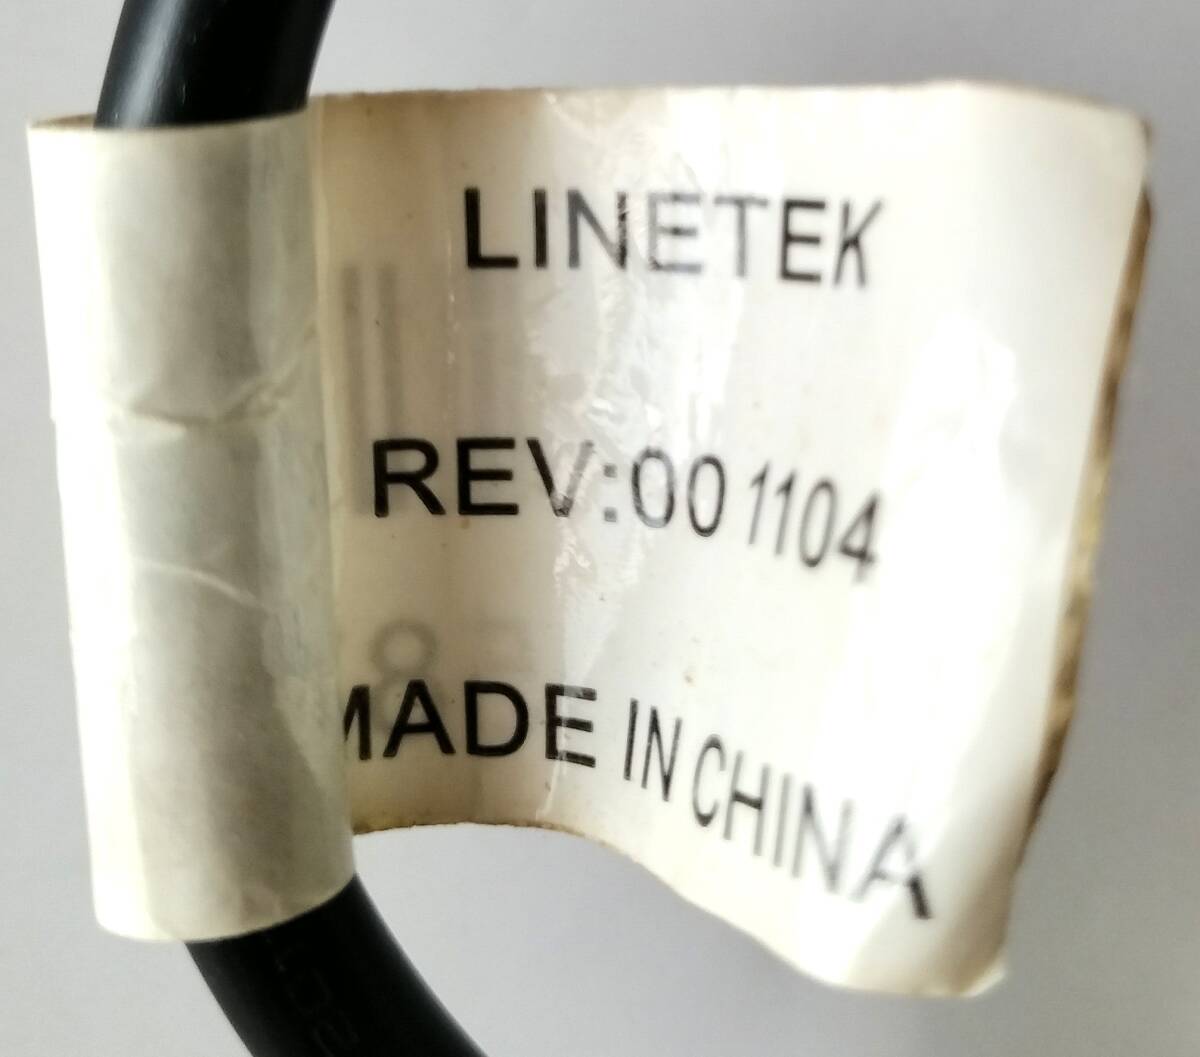 LINETEK
REV:00 1104
MADE IN CHINA